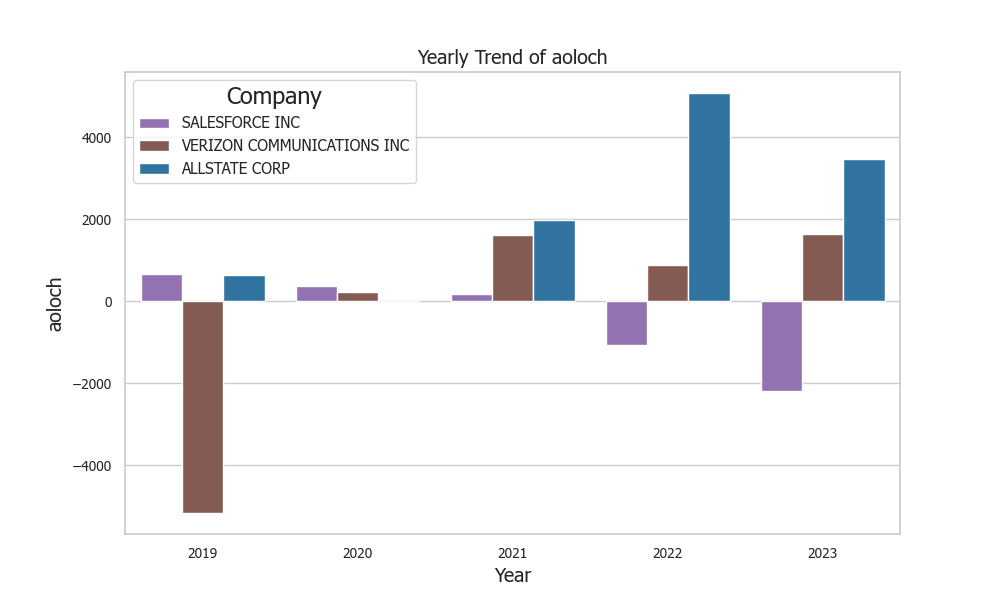 Yearly Trend of aoloch
Company
SALESFORCE INC
VERIZON COMMUNICATIONS INC
ALLSTATE CORP
4000
2000
0
−2000
−4000
aoloch
2019
2020
2021
2022
2023
Year